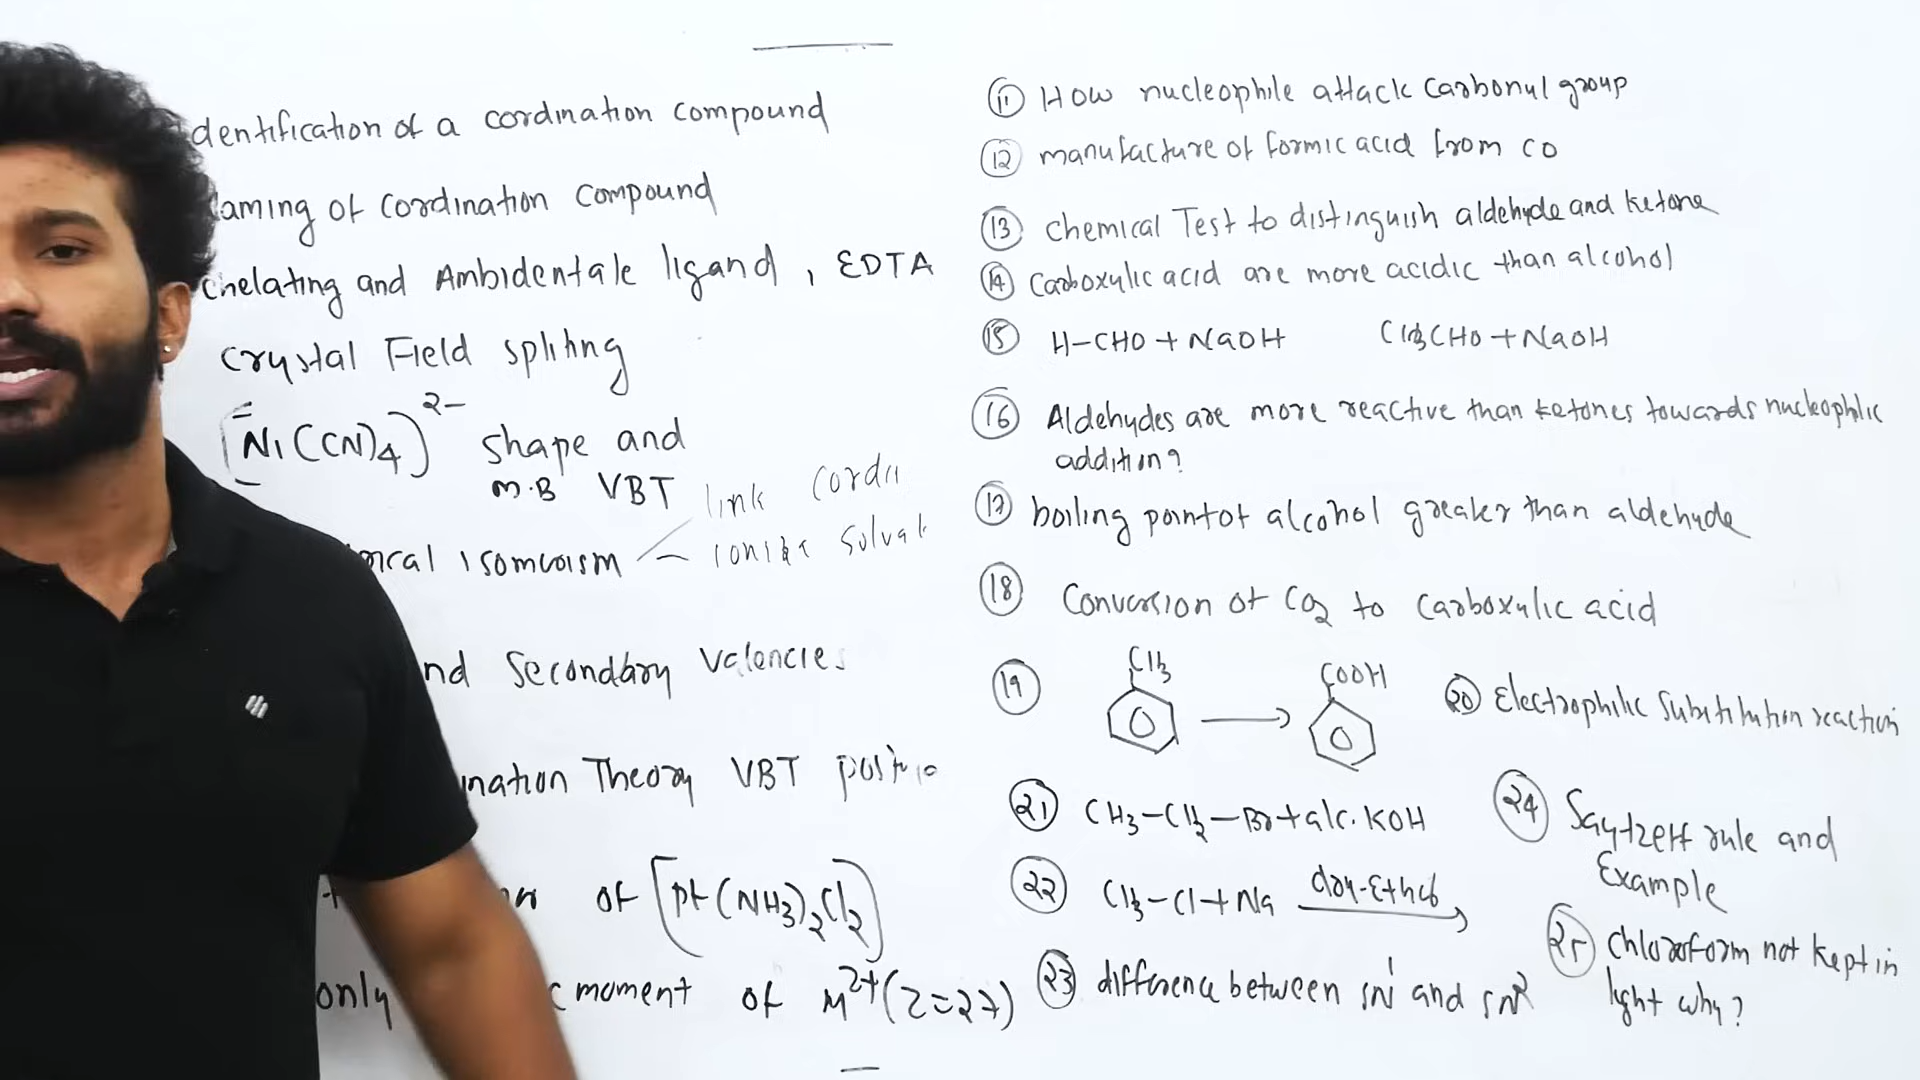 dentification of a cordination compound
aming of Cordination Compound
chelating and Ambidentate ligand, EDTA
Crystal Field spliting
[Ni(CN)4]2- shape and
m.B VBT
link
Isomerism
nd Secondary Valencies
nation Theory VBT
of [Pt(NH3)2Cl2]
only moment of M2+(Z=27)
⑪ How nucleophile attack Carbonyl group
⑫ manufacture of formic acid from CO
⑬ chemical Test to distinguish aldehyde and ketone
⑭ Carboxylic acid are more acidic than alcohol
⑮ H-CHO + NaOH CH3CHO + NaOH
⑯ Aldehydes are more reactive than ketones towards nucleophilic
addition?
⑰ boiling point of alcohol greater than aldehyde
⑱ Conversion of CO2 to Carboxylic acid
⑲ CH3 → COOH
⑳ Electrophilic Substitution reaction
㉑ CH3-CH2-Br+alc.KOH
㉒ CH3-Cl+Na dry-Ether →
㉓ difference between SN1 and SN2
㉔ Saytzeff rule and
Example
㉕ chloroform not kept in
light why?